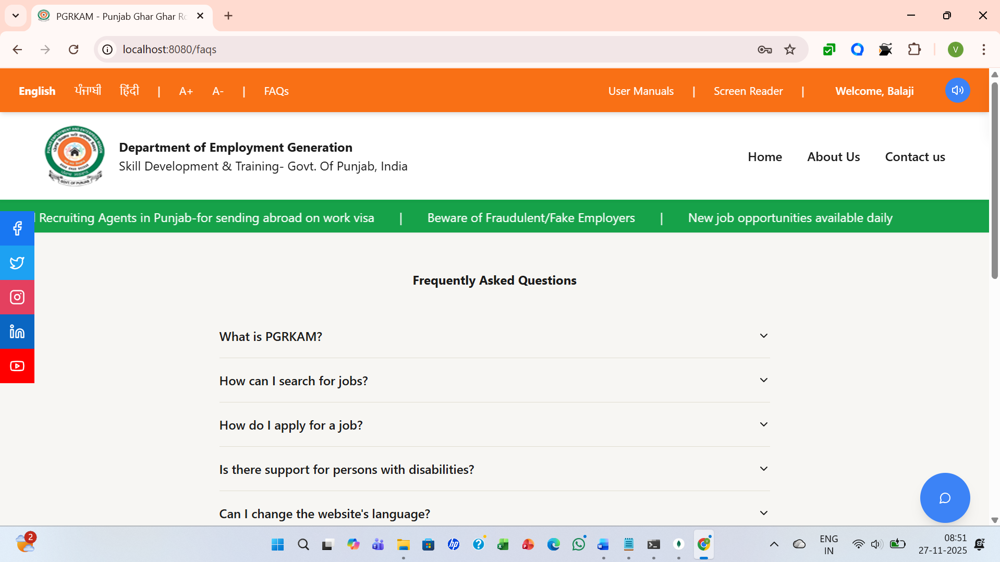 PGRKAM - Punjab Ghar Ghar Ro
localhost:8080/faqs
V
English ਪੰਜਾਬੀ हिंदी | A+ A- | FAQs User Manuals | Screen Reader | Welcome, Balaji
Department of Employment Generation
Skill Development & Training- Govt. Of Punjab, India
Home About Us Contact us
Recruiting Agents in Punjab-for sending abroad on work visa | Beware of Fraudulent/Fake Employers | New job opportunities available daily
Frequently Asked Questions
What is PGRKAM?
How can I search for jobs?
How do I apply for a job?
Is there support for persons with disabilities?
Can I change the website's language?
2
ENG
IN
08:51
27-11-2025